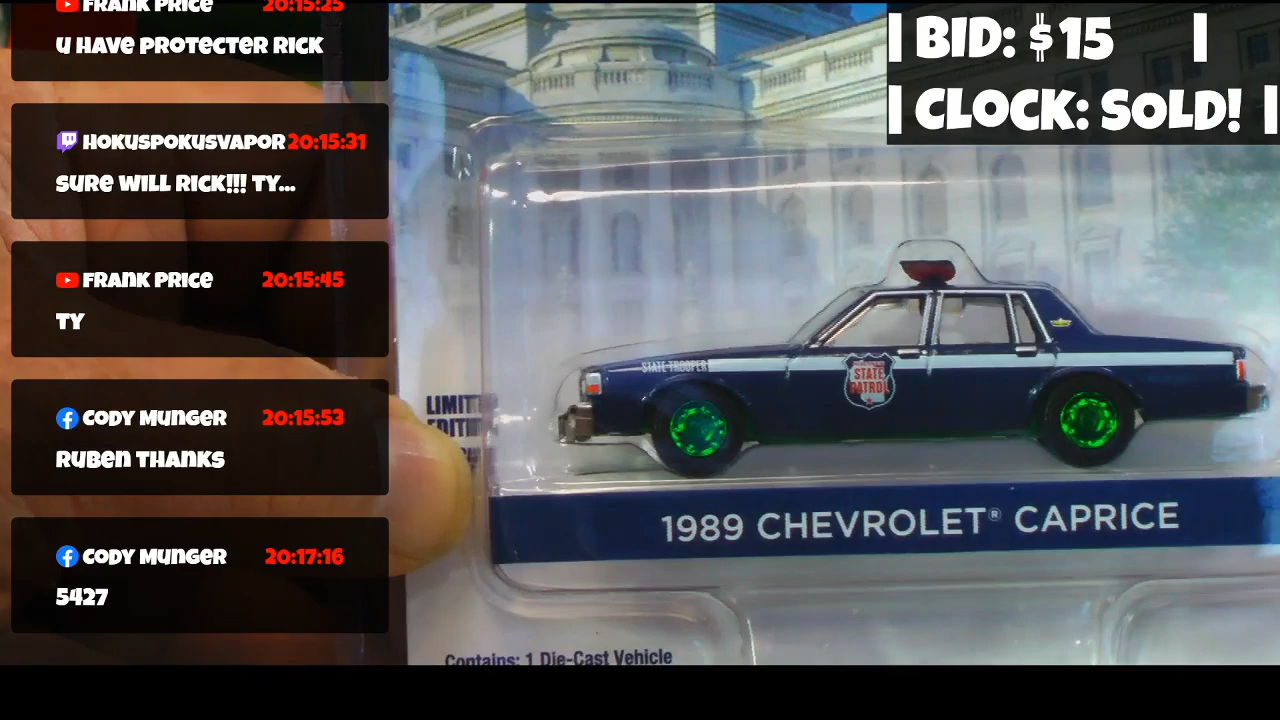 FRANK PRICE 20:15:25
U HAVE PROTECTER RICK
HOKUSPOKUSVAPOR 20:15:31
SURE WILL RICK!!! TY...
FRANK PRICE 20:15:45
TY
CODY MUNGER 20:15:53
RUBEN THANKS
CODY MUNGER 20:17:16
5427
| BID: $15 |
| CLOCK: SOLD! |
STATE TROOPER
STATE
PATROL
LIMITED
EDITION
1989 CHEVROLET® CAPRICE
Contains: 1 Die-Cast Vehicle